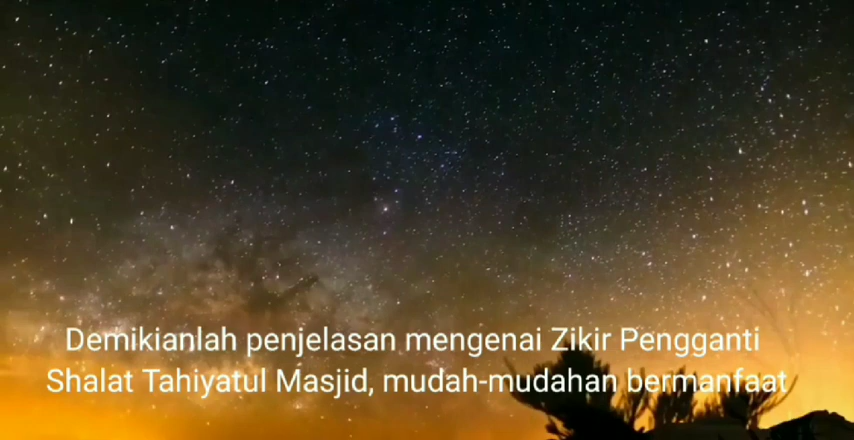 Demikianlah penjelasan mengenai Zikir Pengganti
Shalat Tahiyatul Masjid, mudah-mudahan bermanfaat